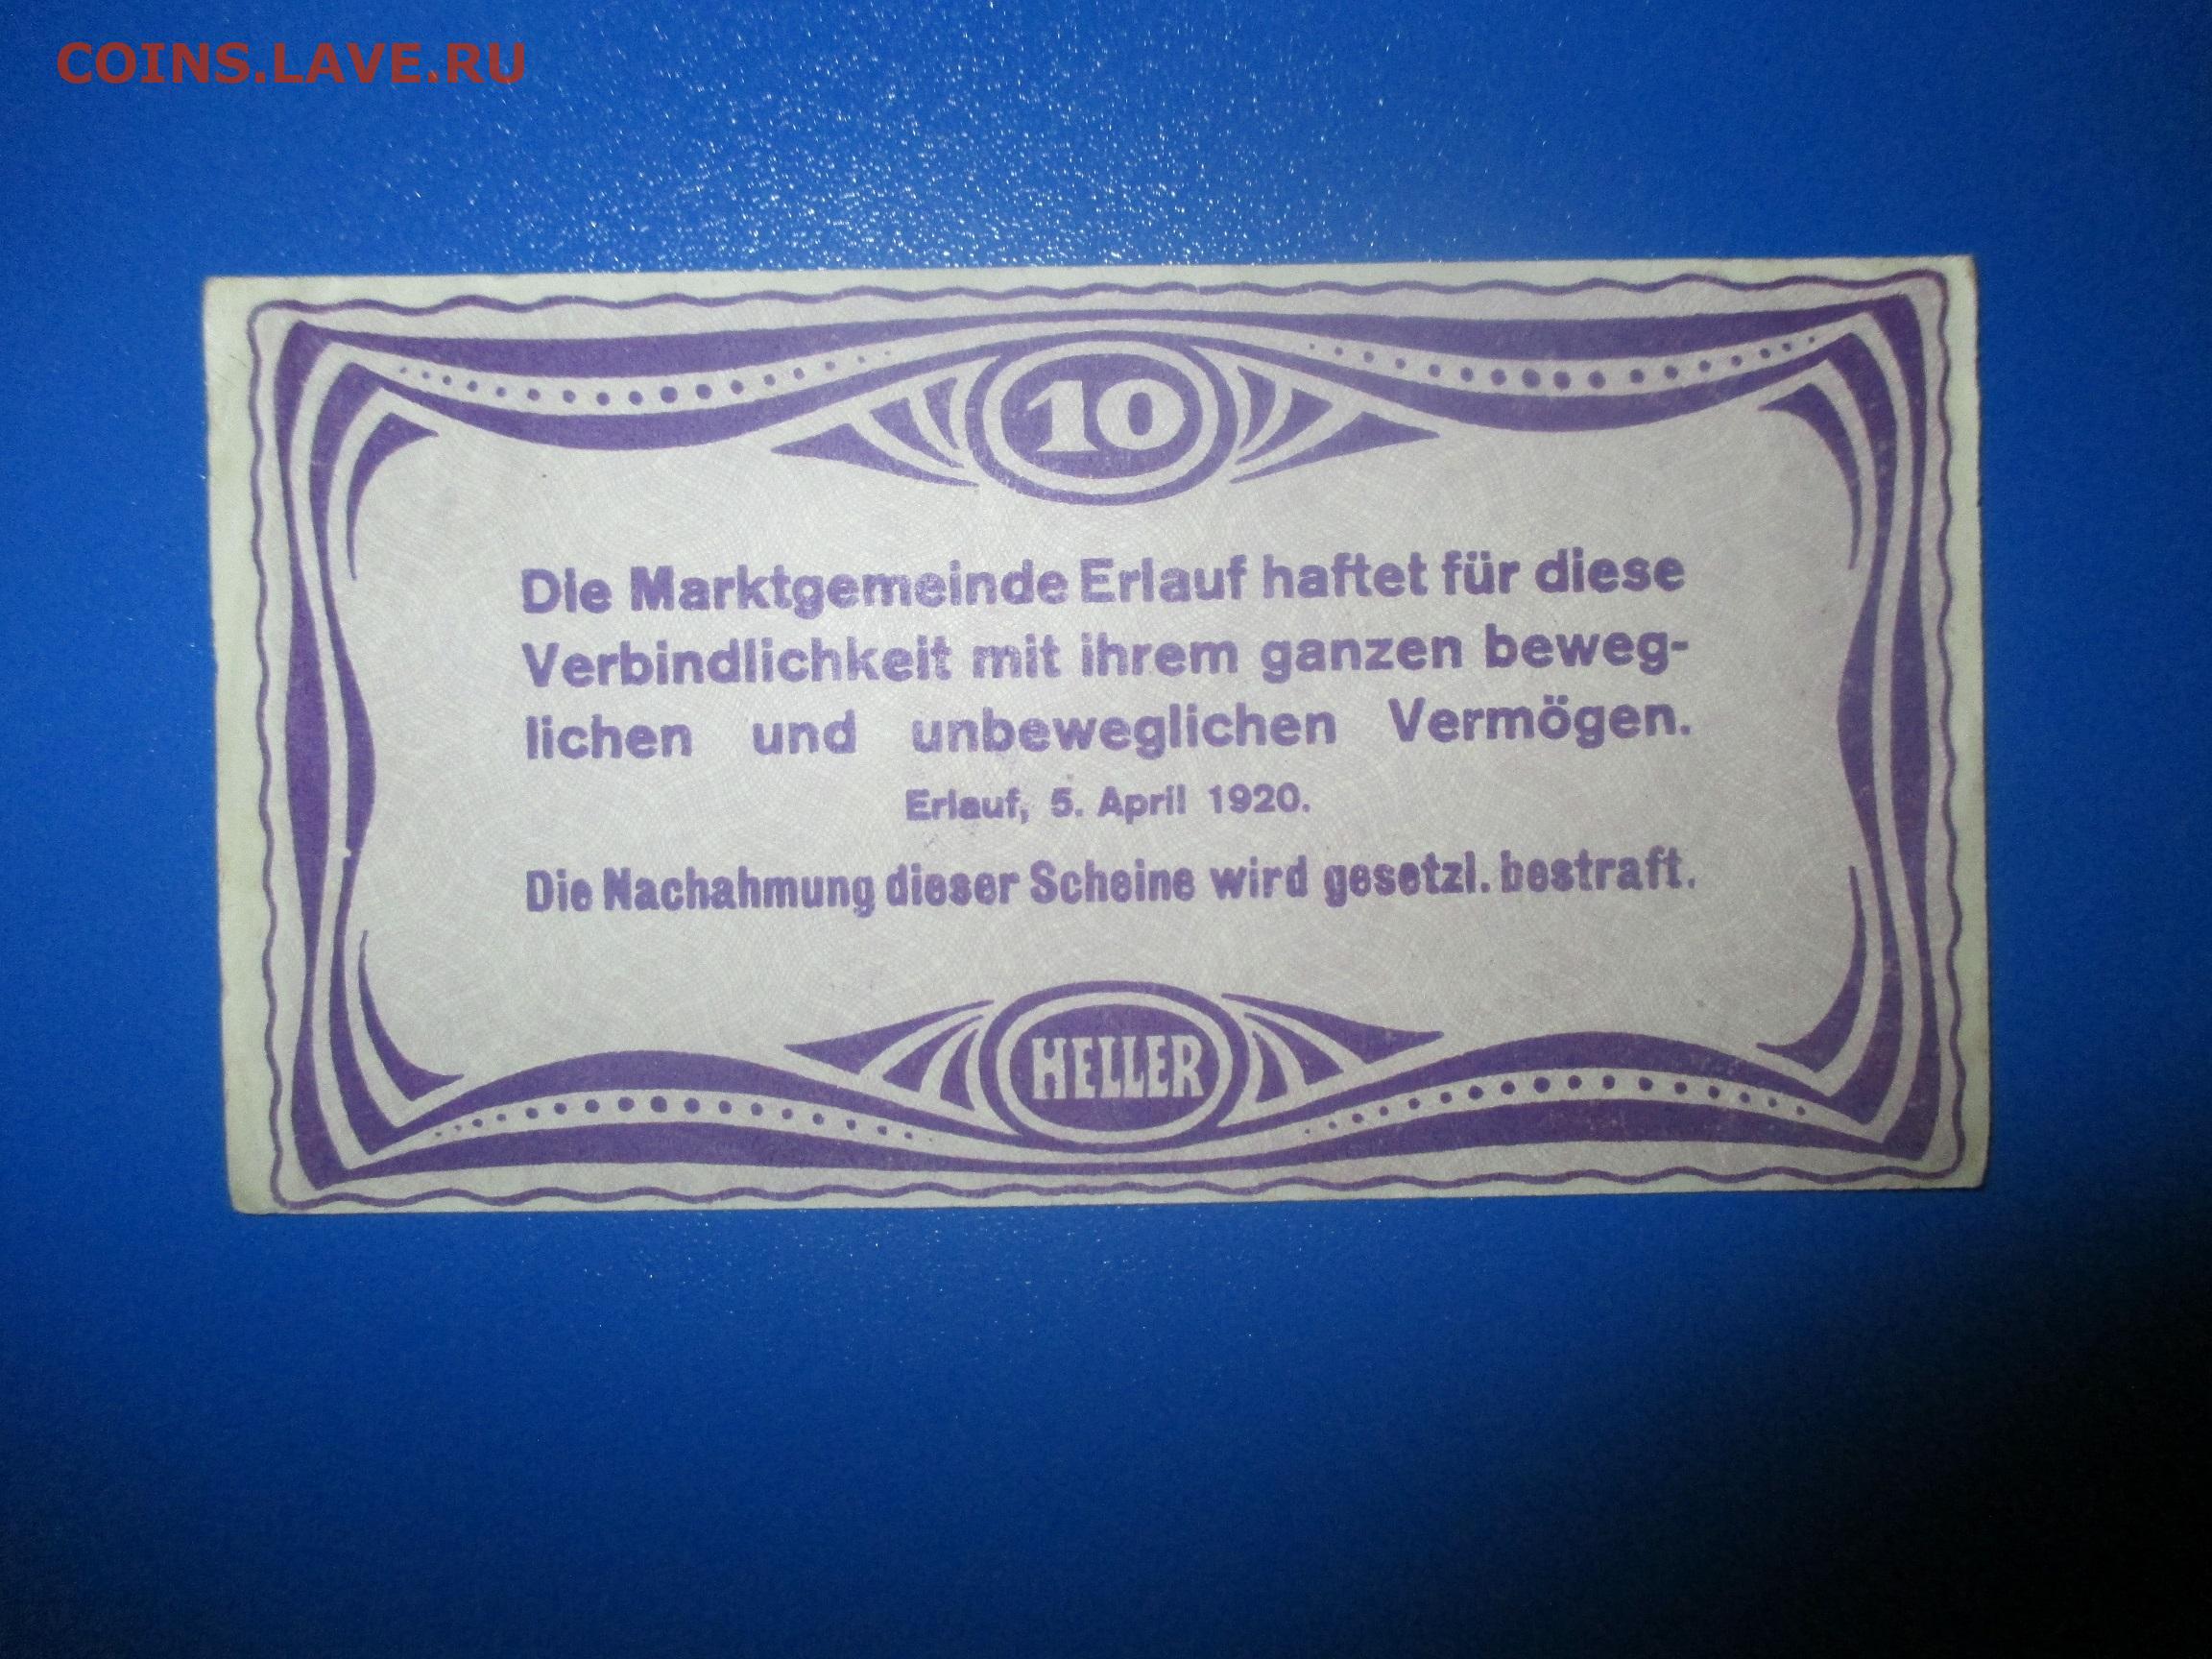 COINS.LAVE.RU
10
Die Marktgemeinde Erlauf haftet für diese
Verbindlichkeit mit ihrem ganzen beweg-
lichen und unbeweglichen Vermögen.
Erlauf, 5. April 1920.
Die Nachahmung dieser Scheine wird gesetzl. bestraft.
HELLER